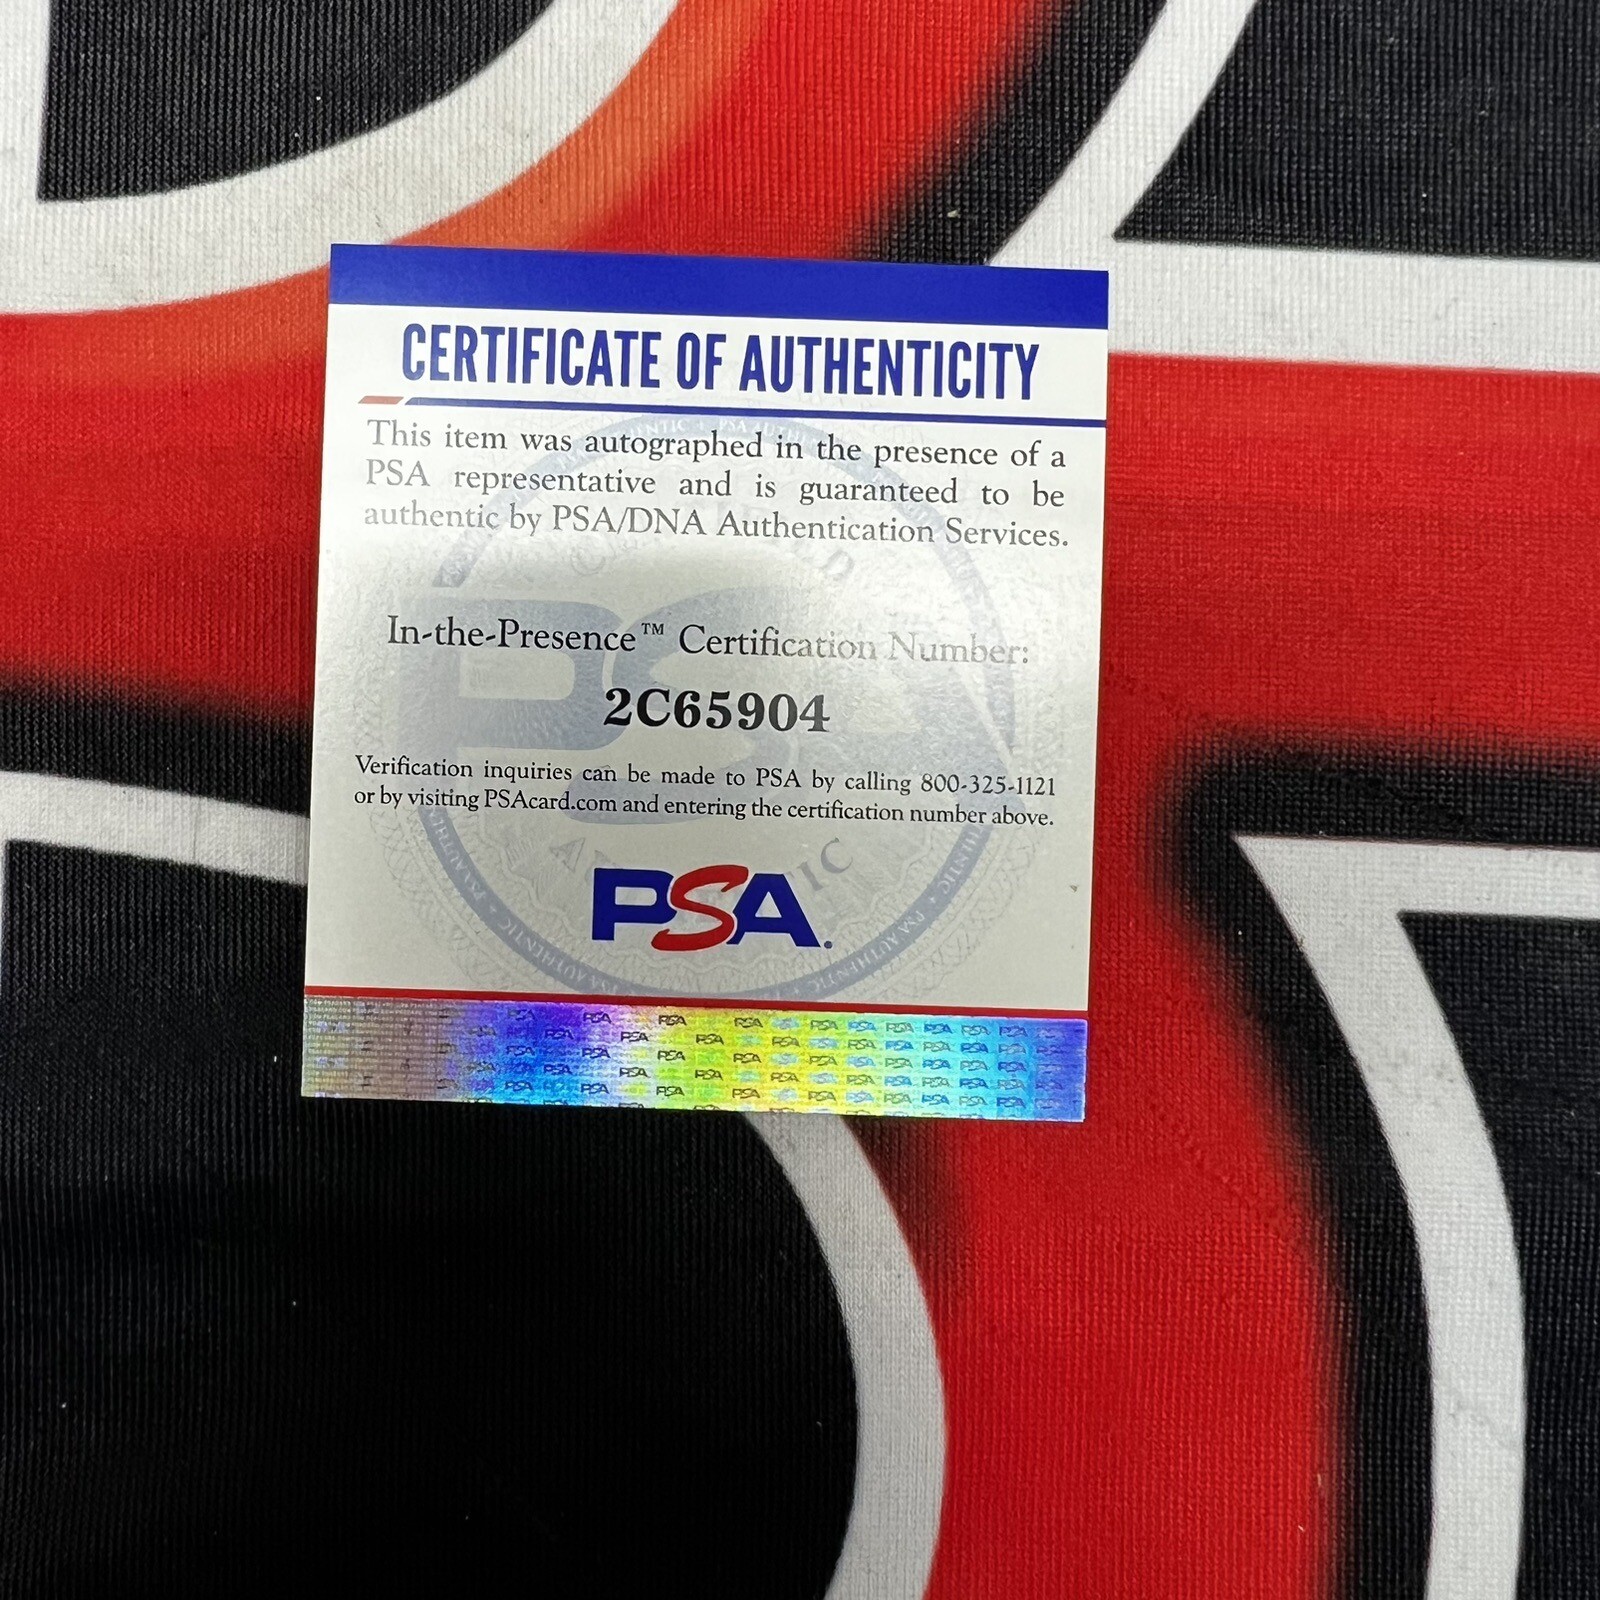 CERTIFICATE OF AUTHENTICITY
This item was autographed in the presence of a
PSA representative and is guaranteed to be
authentic by PSA/DNA Authentication Services.
In-the-Presence™ Certification Number:
2C65904
Verification inquiries can be made to PSA by calling 800-325-1121
or by visiting PSAcard.com and entering the certification number above.
PSA.